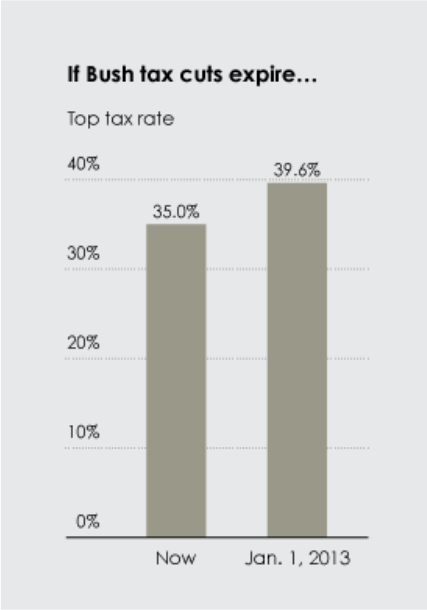 If Bush tax cuts expire...
Top tax rate
40%
39.6%
35.0%
30%
20%
10%
0%
Now
Jan. 1, 2013